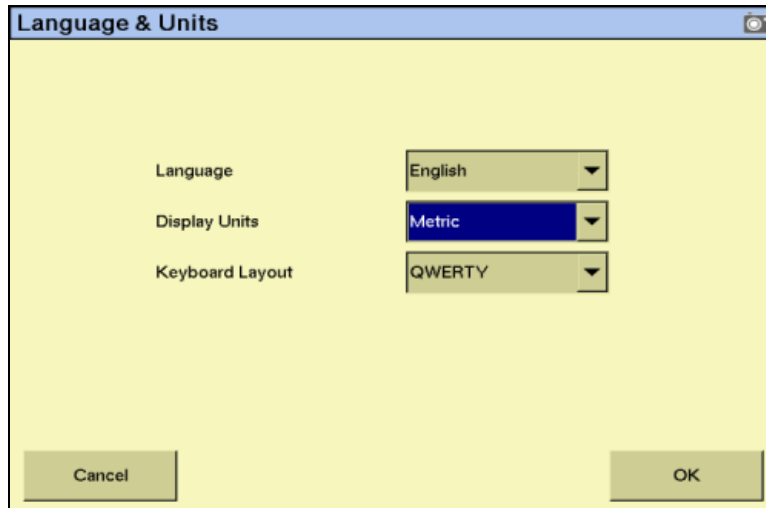 Language & Units
Language English
Display Units Metric
Keyboard Layout QWERTY
Cancel OK